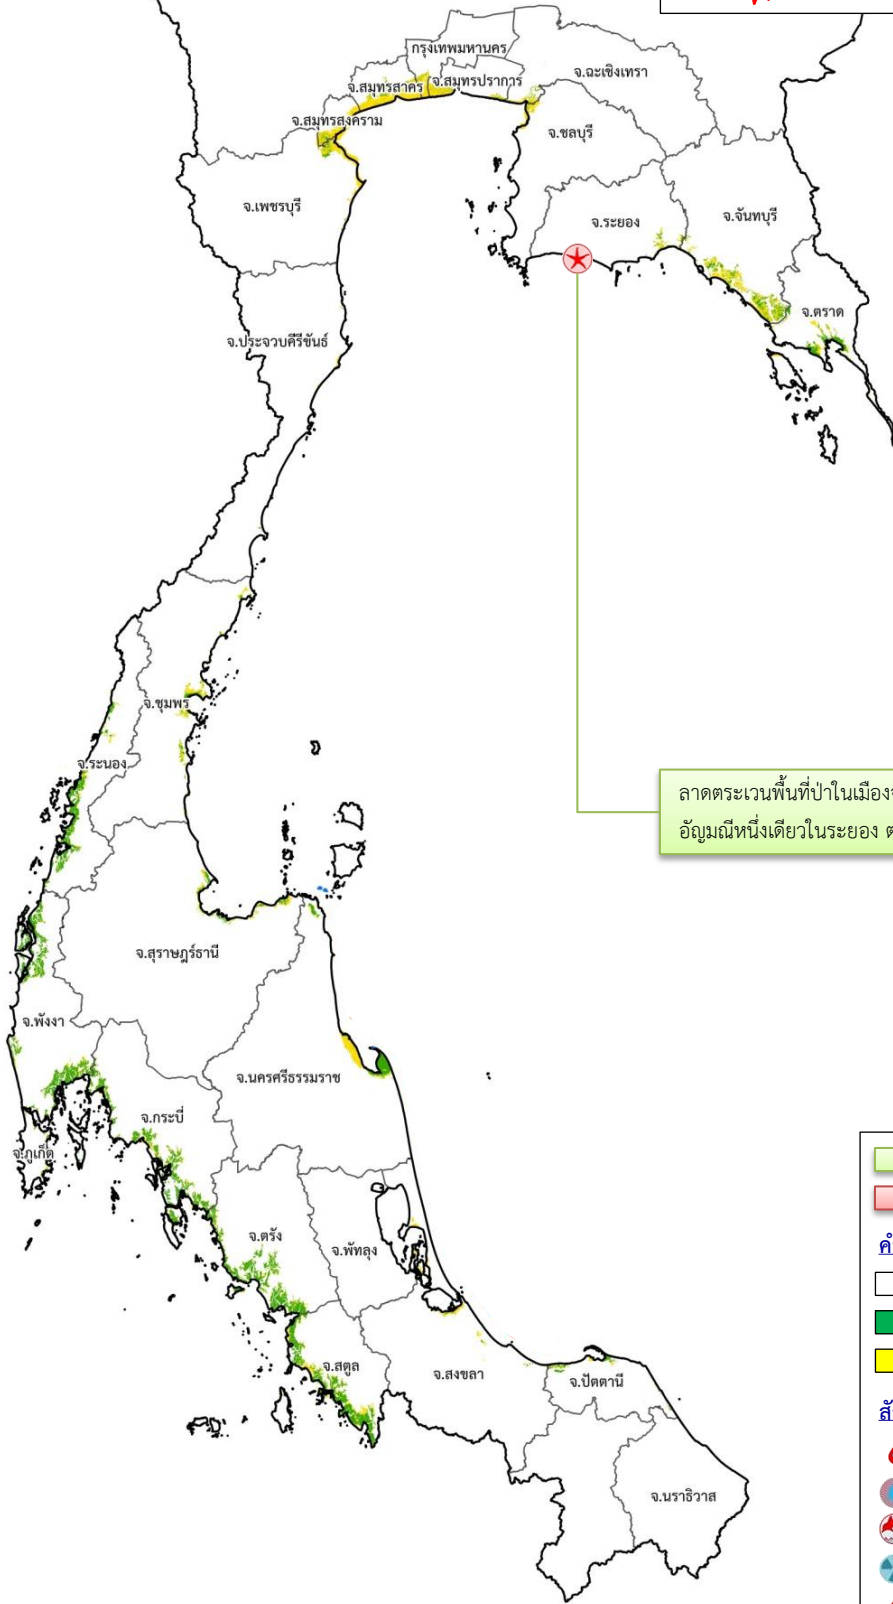 กรุงเทพมหานคร
จ.ฉะเชิงเทรา
จ.สมุทรสาคร
จ.สมุทรปราการ
จ.สมุทรสงคราม
จ.ชลบุรี
จ.เพชรบุรี
จ.ระยอง
จ.จันทบุรี
จ.ตราด
จ.ประจวบคีรีขันธ์
จ.ชุมพร
จ.ระนอง
ลาดตระเวนพื้นที่ป่าในเมือง
อัญมณีหนึ่งเดียวในระยอง
จ.สุราษฎร์ธานี
จ.พังงา
จ.นครศรีธรรมราช
จ.กระบี่
จ.ภูเก็ต
จ.ตรัง
จ.พัทลุง
จ.สตูล
จ.สงขลา
จ.ปัตตานี
จ.นราธิวาส